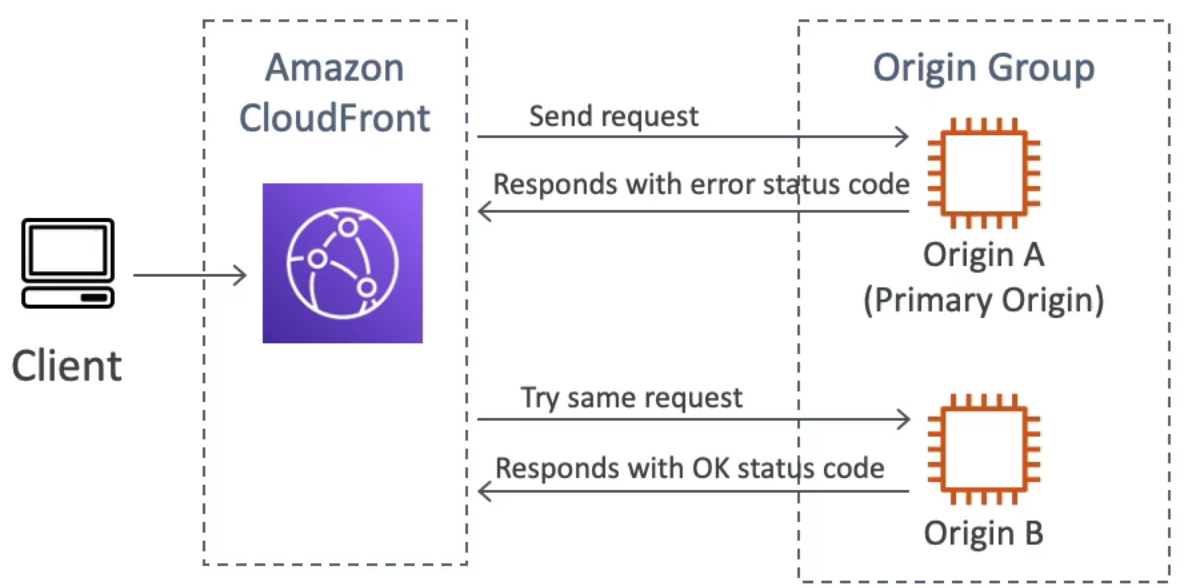 Amazon
CloudFront
Origin Group
Send request
Responds with error status code
Origin A
(Primary Origin)
Client
Try same request
Responds with OK status code
Origin B